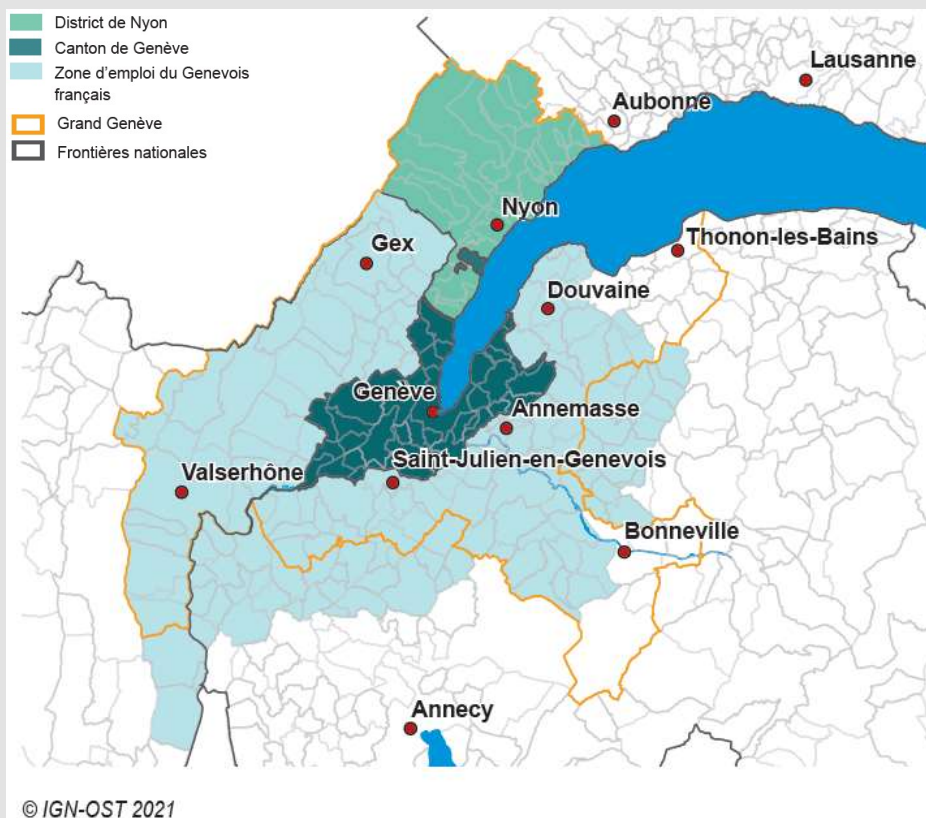 District de Nyon
Canton de Genève
Zone d'emploi du Genevois
français
Grand Genève
Frontières nationales
Lausanne
Aubonne
Nyon
Gex
Thonon-les-Bains
Douvaine
Genève
Annemasse
Saint-Julien-en-Genevois
Valserhône
Bonneville
Annecy
© IGN-OST 2021